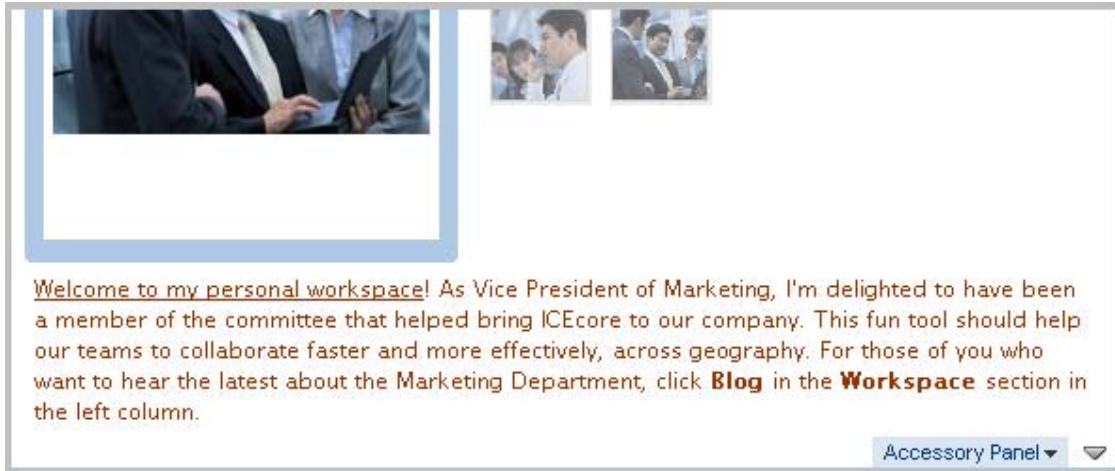 Welcome to my personal workspace! As Vice President of Marketing, I'm delighted to have been
a member of the committee that helped bring ICEcore to our company. This fun tool should help
our teams to collaborate faster and more effectively, across geography. For those of you who
want to hear the latest about the Marketing Department, click Blog in the Workspace section in
the left column.
Accessory Panel